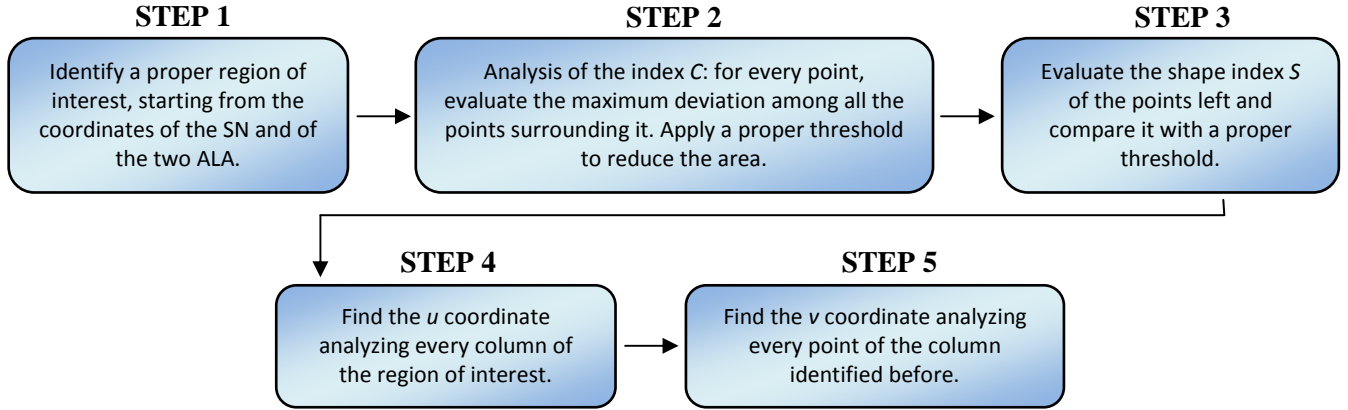 STEP 1
Identify a proper region of
interest, starting from the
coordinates of the SN and of
the two ALA.
STEP 2
Analysis of the index C: for every point,
evaluate the maximum deviation among all the
points surrounding it. Apply a proper threshold
to reduce the area.
STEP 3
Evaluate the shape index S
of the points left and
compare it with a proper
threshold.
STEP 4
Find the u coordinate
analyzing every column of
the region of interest.
STEP 5
Find the v coordinate analyzing
every point of the column
identified before.